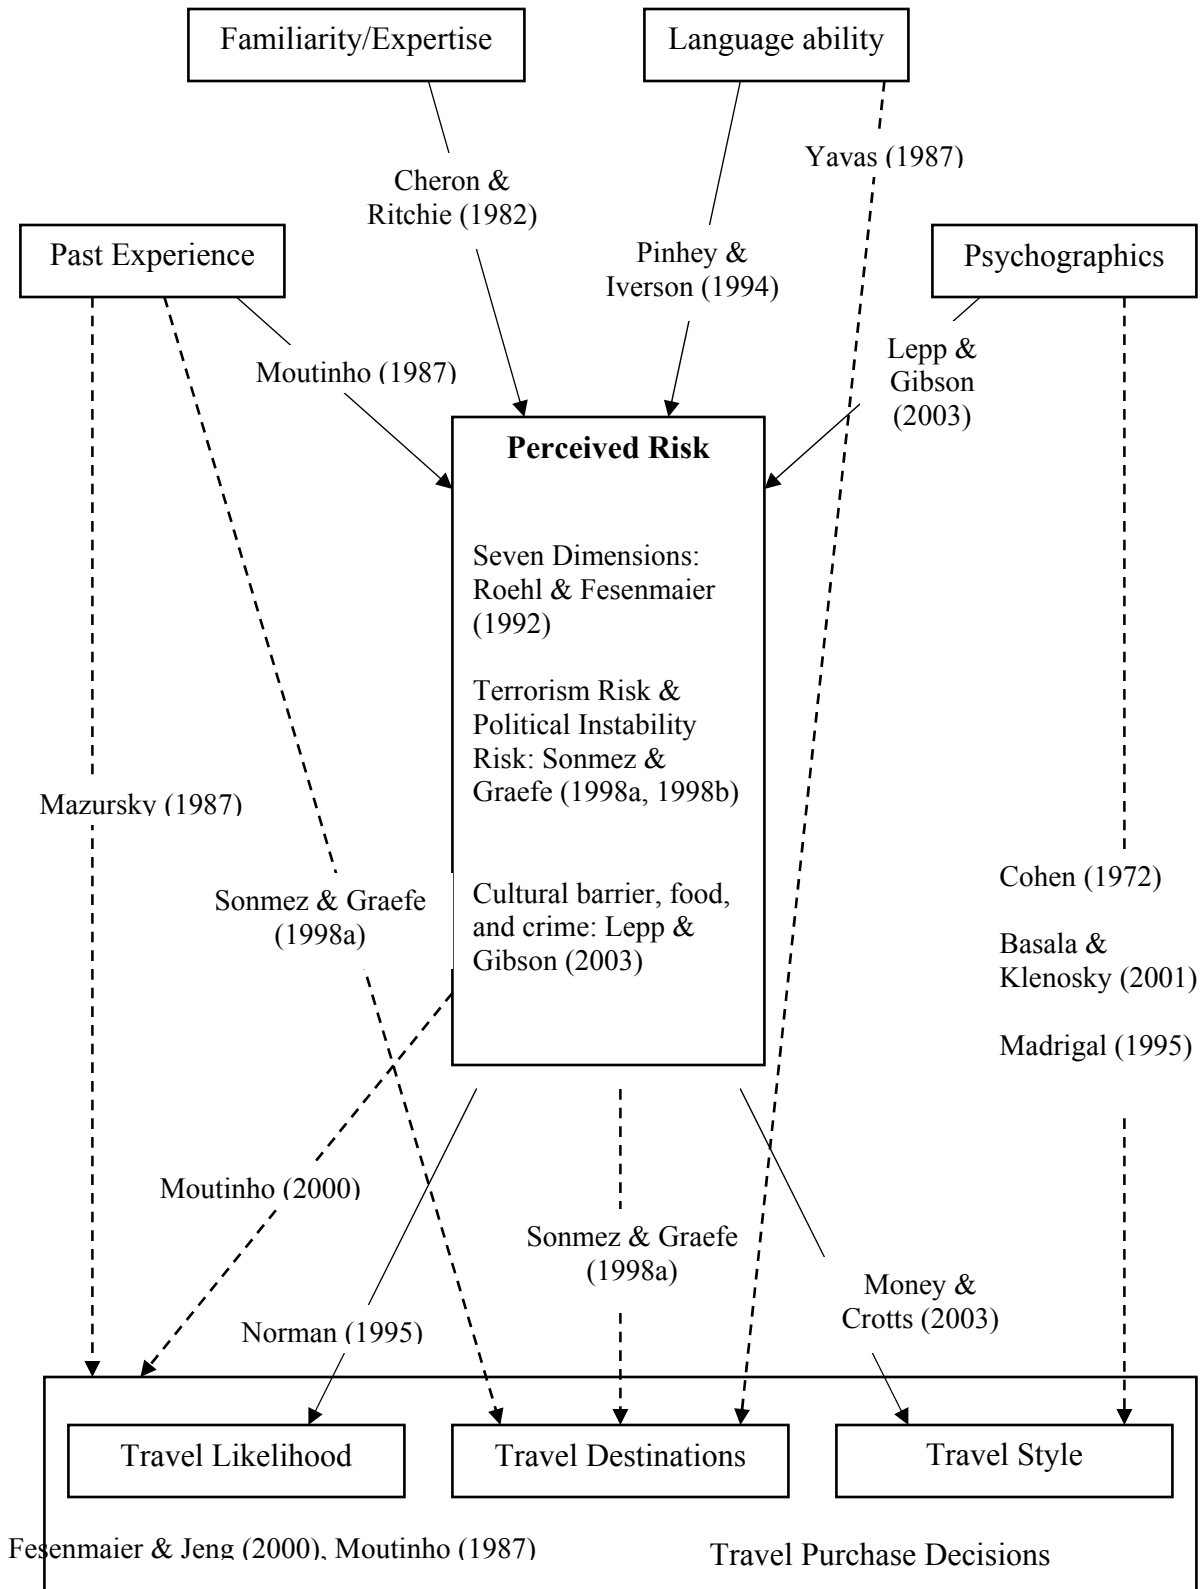 Familiarity/Expertise
Language ability
Yavas (1987)
Cheron &
Ritchie (1982)
Past Experience
Pinhey &
Iverson (1994)
Psychographics
Moutinho (1987)
Lepp &
Gibson
(2003)
Perceived Risk
Seven Dimensions:
Roehl & Fesenmaier
(1992)
Terrorism Risk &
Political Instability
Risk: Sonmez &
Graefe (1998a, 1998b)
Mazursky (1987)
Sonmez & Graefe
(1998a)
Cultural barrier, food,
and crime: Lepp &
Gibson (2003)
Cohen (1972)
Basala &
Klenosky (2001)
Madrigal (1995)
Moutinho (2000)
Sonmez & Graefe
(1998a)
Money &
Crotts (2003)
Norman (1995)
Travel Likelihood
Travel Destinations
Travel Style
Fesenmaier & Jeng (2000), Moutinho (1987)
Travel Purchase Decisions